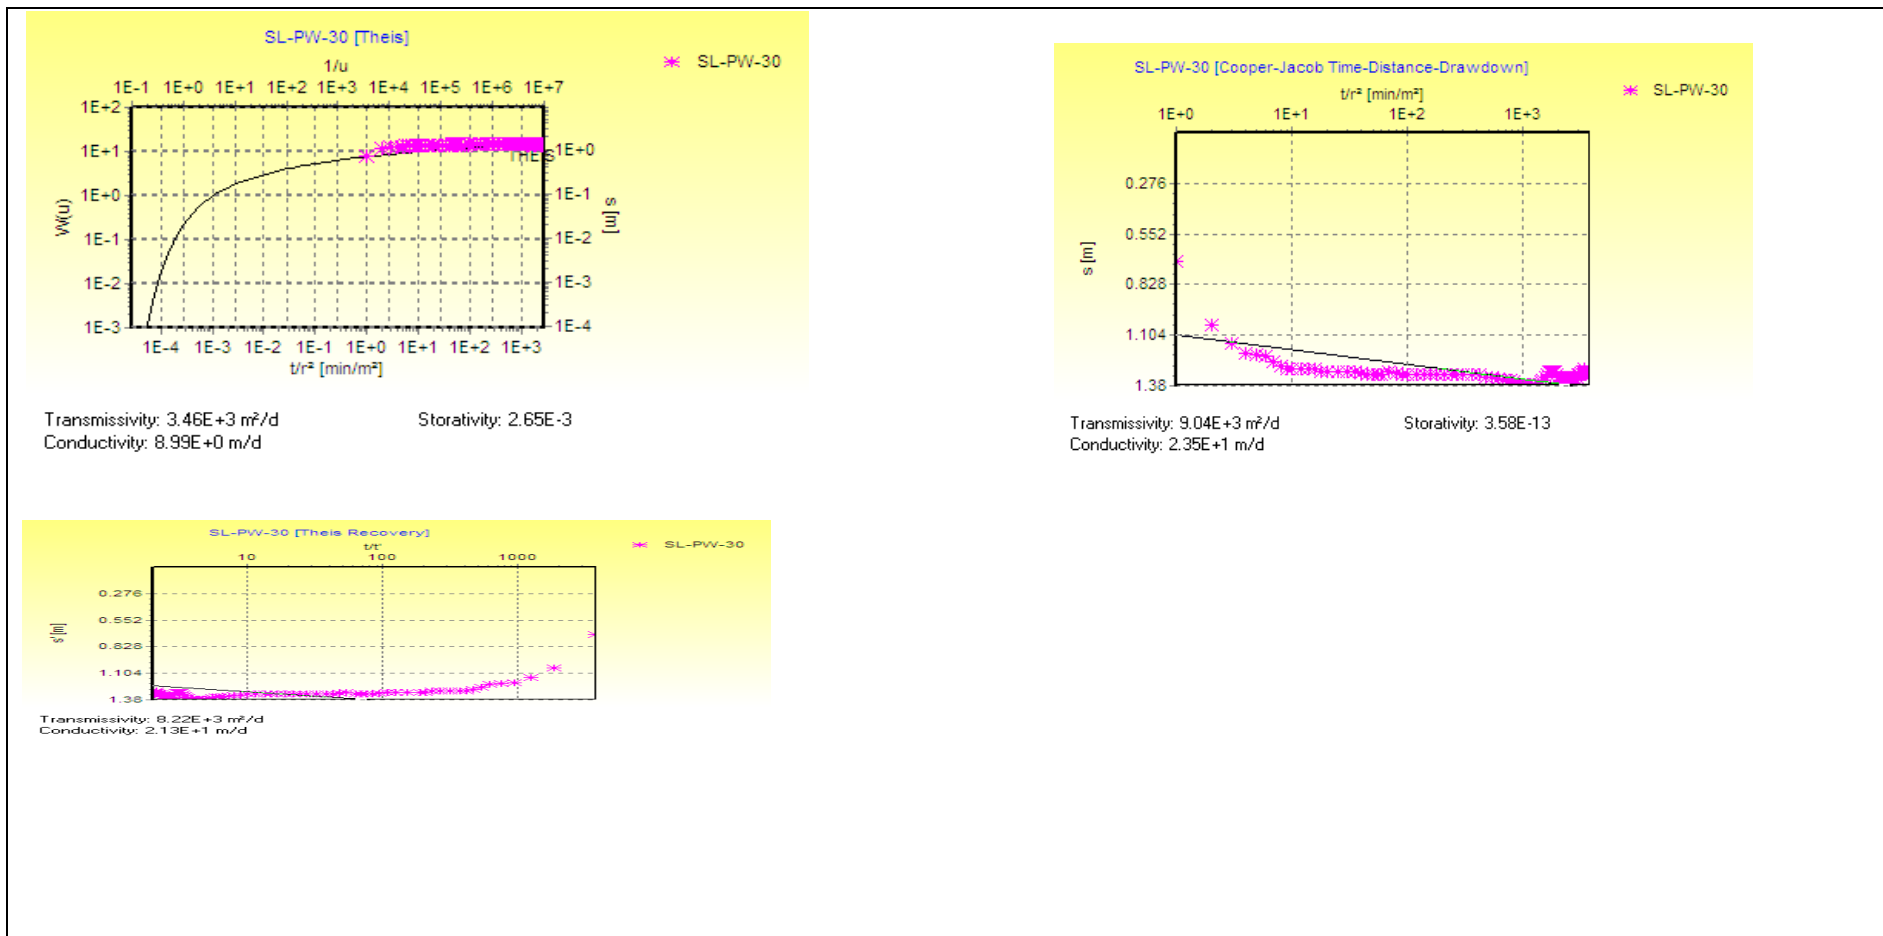 SL-PW-30 [Theis]
1/u
SL-PW-30
1E-1 1E+0 1E+1 1E+2 1E+3 1E+4 1E+5 1E+6 1E+7
1E+2
1E+1
1E+0
1E-1
1E-2
1E-3
W(u)
THEIS
1E+0
1E-1
1E-2
1E-3
1E-4
s [m]
1E-4 1E-3 1E-2 1E-1 1E+0 1E+1 1E+2 1E+3
t/r² [min/m²]
Transmissivity: 3.46E+3 m²/d Storativity: 2.65E-3
Conductivity: 8.99E+0 m/d
SL-PW-30 [Cooper-Jacob Time-Distance-Drawdown]
t/r² [min/m²]
SL-PW-30
1E+0 1E+1 1E+2 1E+3
0.276
0.552
0.828
1.104
1.38
s [m]
Transmissivity: 9.04E+3 m²/d Storativity: 3.58E-13
Conductivity: 2.35E+1 m/d
SL-PW-30 [Theis Recovery]
t/t'
SL-PW-30
10 100 1000
0.276
0.552
0.828
1.104
1.38
s' [m]
Transmissivity: 8.22E+3 m²/d
Conductivity: 2.13E+1 m/d